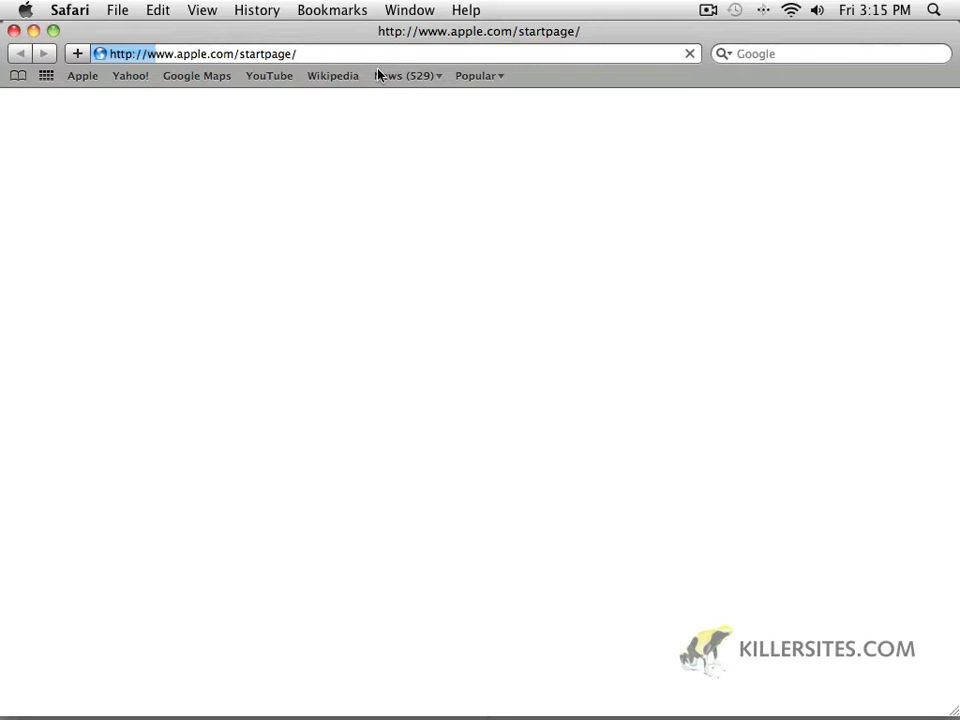 Safari File Edit View History Bookmarks Window Help Fri 3:15 PM
http://www.apple.com/startpage/
http://www.apple.com/startpage/ Google
Apple Yahoo! Google Maps YouTube Wikipedia News (529) Popular
KILLERSITES.COM